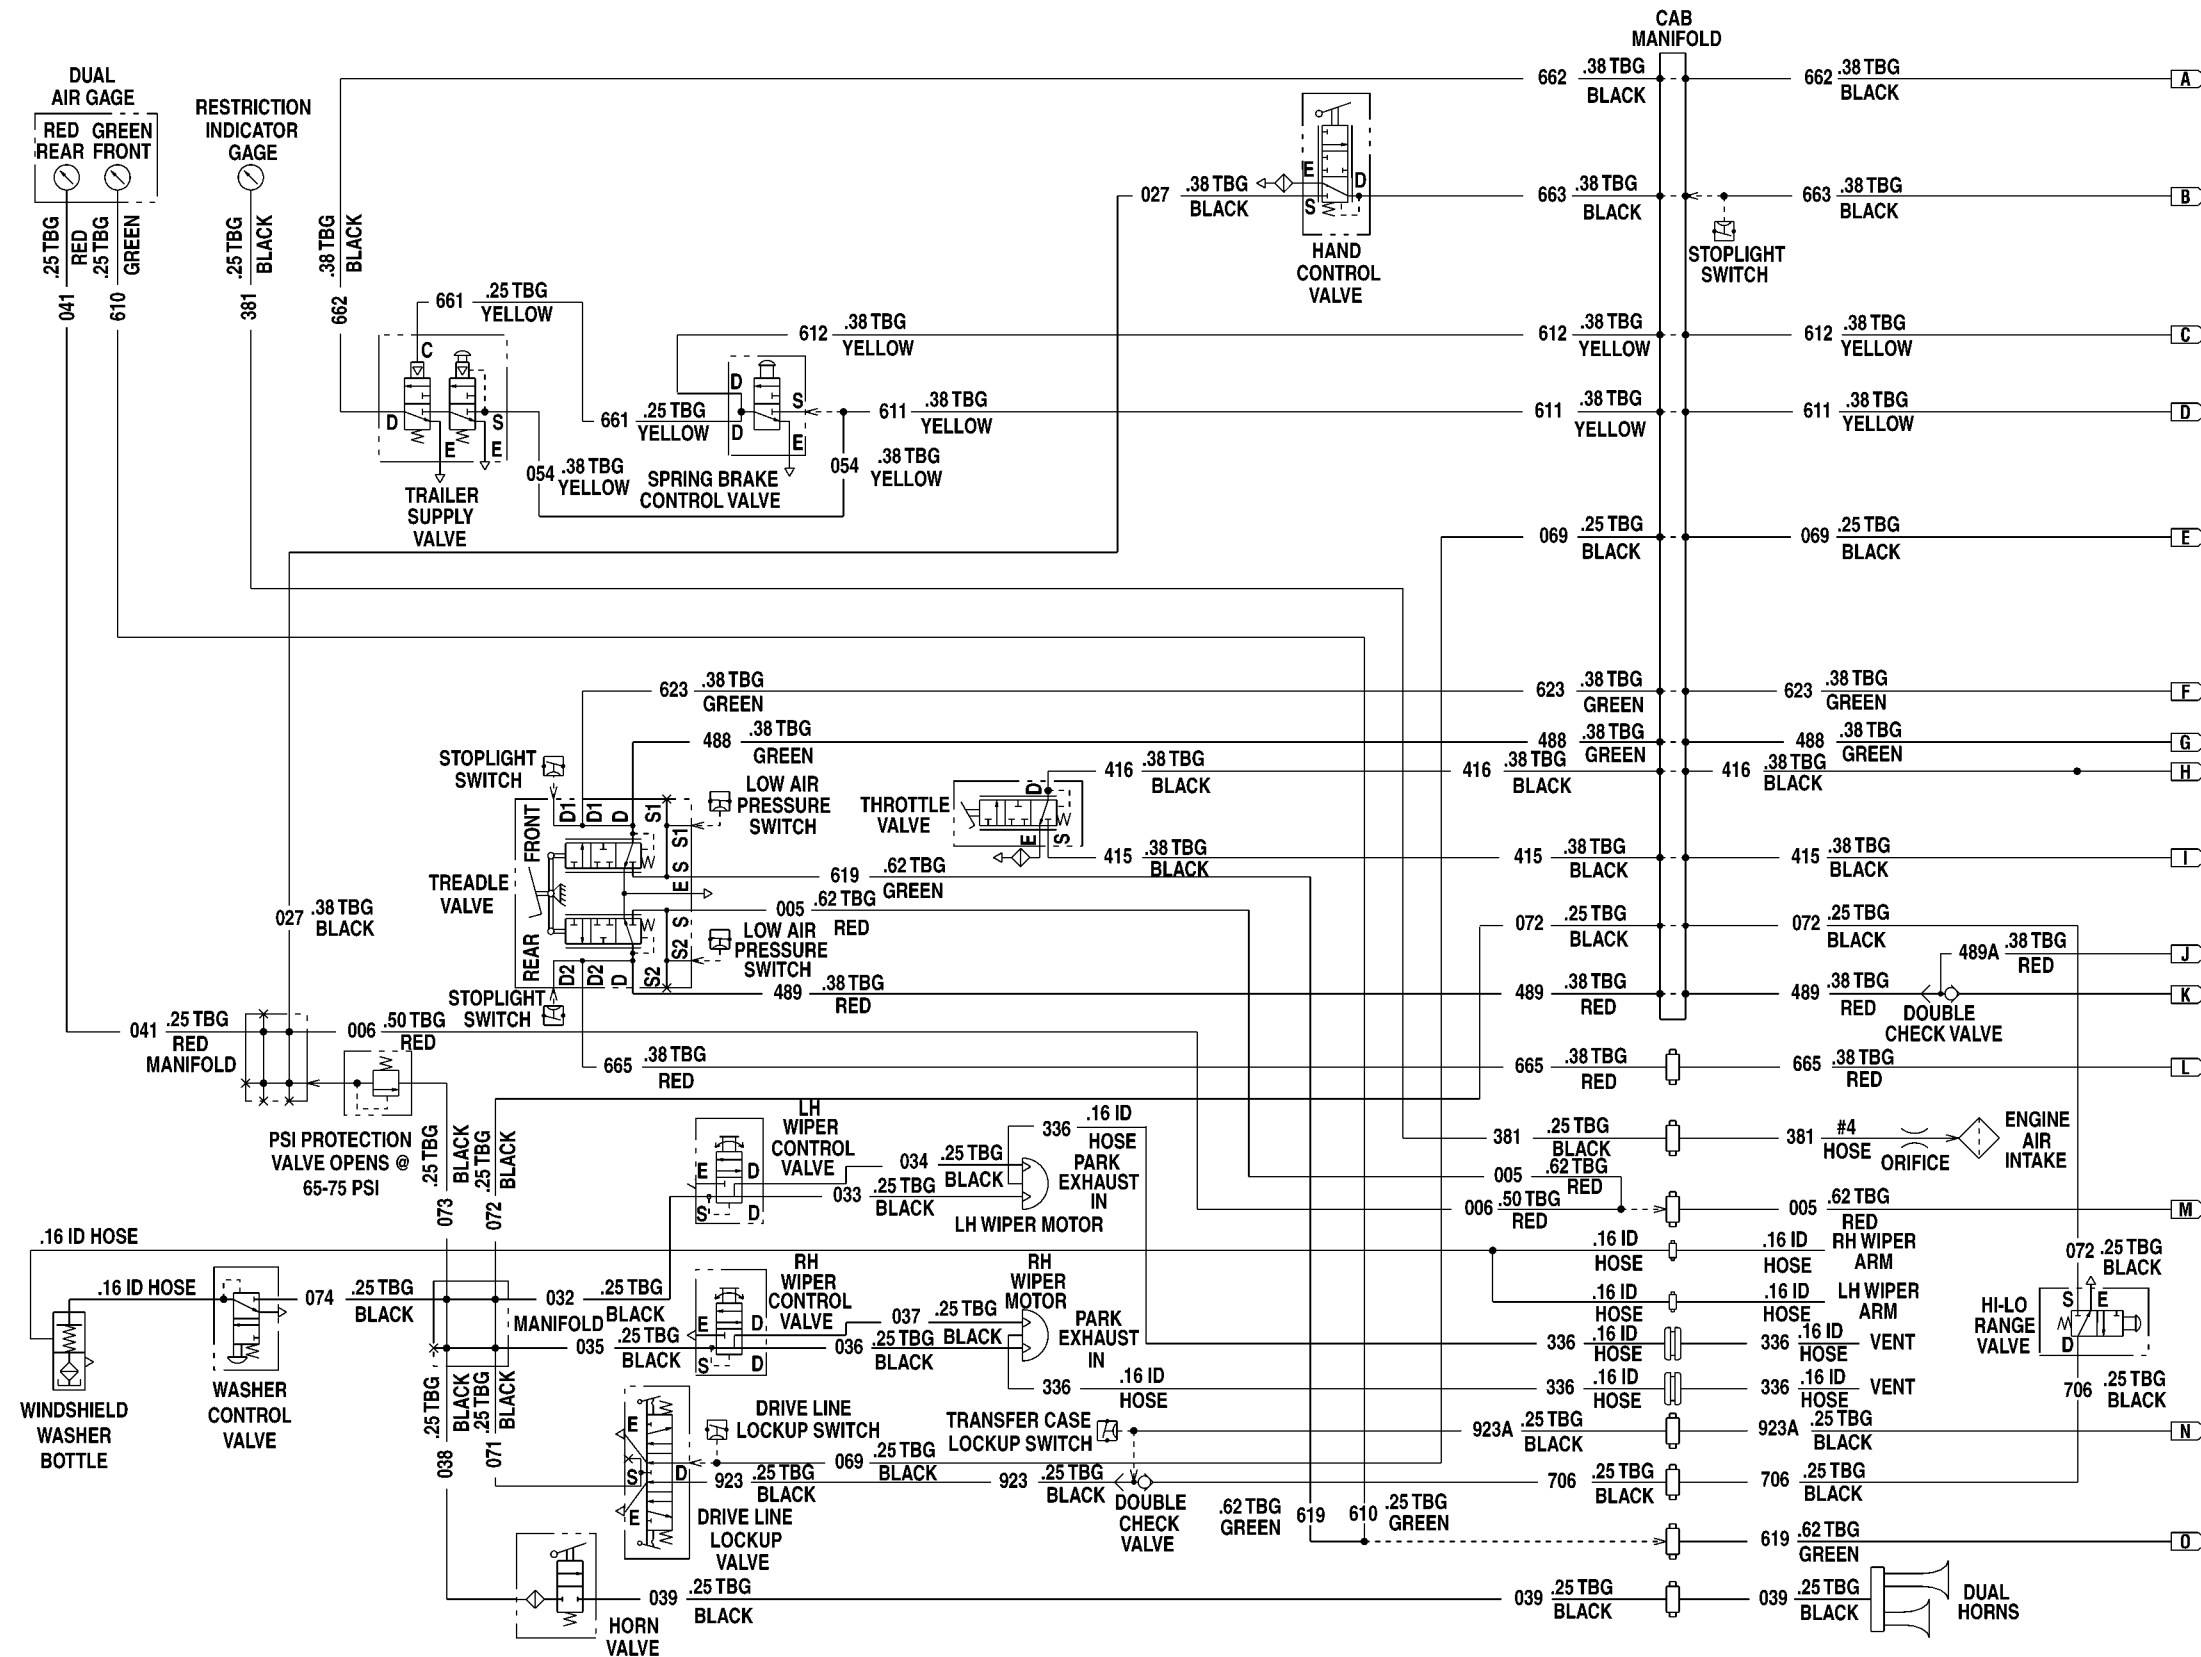 CAB
MANIFOLD
DUAL
AIR GAGE
RED
REAR
GREEN
FRONT
RESTRICTION
INDICATOR
GAGE
662 .38 TBG
BLACK
662 .38 TBG
BLACK
A
E
D
S
HAND
CONTROL
VALVE
027 .38 TBG
BLACK
663 .38 TBG
BLACK
663 .38 TBG
BLACK
B
STOPLIGHT
SWITCH
.25 TBG
RED
041
.25 TBG
GREEN
610
.25 TBG
BLACK
381
.38 TBG
BLACK
662
661 .25 TBG
YELLOW
C
D
S
E
E
TRAILER
SUPPLY
VALVE
612 .38 TBG
YELLOW
612 .38 TBG
YELLOW
612 .38 TBG
YELLOW
C
D
D
S
E
SPRING BRAKE
CONTROL VALVE
661 .25 TBG
YELLOW
611 .38 TBG
YELLOW
611 .38 TBG
YELLOW
611 .38 TBG
YELLOW
D
054 .38 TBG
YELLOW
054 .38 TBG
YELLOW
069 .25 TBG
BLACK
069 .25 TBG
BLACK
E
623 .38 TBG
GREEN
623 .38 TBG
GREEN
623 .38 TBG
GREEN
F
488 .38 TBG
GREEN
488 .38 TBG
GREEN
488 .38 TBG
GREEN
G
STOPLIGHT
SWITCH
LOW AIR
PRESSURE
SWITCH
THROTTLE
VALVE
D
E
S
416 .38 TBG
BLACK
416 .38 TBG
BLACK
416 .38 TBG
BLACK
H
415 .38 TBG
BLACK
415 .38 TBG
BLACK
415 .38 TBG
BLACK
I
FRONT
D1
D1
D
S1
S1
S
E
S
S2
TREADLE
VALVE
REAR
D2
D2
D
S2
619 .62 TBG
GREEN
005 .62 TBG
RED
LOW AIR
PRESSURE
SWITCH
STOPLIGHT
SWITCH
072 .25 TBG
BLACK
072 .25 TBG
BLACK
489A .38 TBG
RED
J
489 .38 TBG
RED
489 .38 TBG
RED
489 .38 TBG
RED
K
DOUBLE
CHECK VALVE
027 .38 TBG
BLACK
041 .25 TBG
RED
MANIFOLD
006 .50 TBG
RED
PSI PROTECTION
VALVE OPENS @
65-75 PSI
665 .38 TBG
RED
665 .38 TBG
RED
665 .38 TBG
RED
L
.25 TBG
BLACK
073
.25 TBG
BLACK
072
LH
WIPER
CONTROL
VALVE
E
D
S
D
034 .25 TBG
BLACK
033 .25 TBG
BLACK
336 .16 ID
HOSE
PARK
EXHAUST
IN
LH WIPER MOTOR
381 .25 TBG
BLACK
381 #4
HOSE
ORIFICE
ENGINE
AIR
INTAKE
005 .62 TBG
RED
006 .50 TBG
RED
005 .62 TBG
RED
M
.16 ID HOSE
.16 ID
HOSE
.16 ID
HOSE
RH WIPER
ARM
.16 ID
HOSE
.16 ID
HOSE
LH WIPER
ARM
072 .25 TBG
BLACK
HI-LO
RANGE
VALVE
S
E
D
706 .25 TBG
BLACK
.16 ID HOSE
WINDSHIELD
WASHER
BOTTLE
WASHER
CONTROL
VALVE
074 .25 TBG
BLACK
032 .25 TBG
BLACK
MANIFOLD
035 .25 TBG
BLACK
RH
WIPER
CONTROL
VALVE
E
D
S
D
037 .25 TBG
BLACK
036 .25 TBG
BLACK
RH
WIPER
MOTOR
PARK
EXHAUST
IN
336 .16 ID
HOSE
336 .16 ID
HOSE
336 .16 ID
HOSE
VENT
336 .16 ID
HOSE
336 .16 ID
HOSE
VENT
.25 TBG
BLACK
038
.25 TBG
BLACK
071
DRIVE LINE
LOCKUP SWITCH
E
S
D
E
069 .25 TBG
BLACK
923 .25 TBG
BLACK
DRIVE LINE
LOCKUP
VALVE
TRANSFER CASE
LOCKUP SWITCH
923 .25 TBG
BLACK
DOUBLE
CHECK
VALVE
923A .25 TBG
BLACK
923A .25 TBG
BLACK
N
706 .25 TBG
BLACK
706 .25 TBG
BLACK
.62 TBG
GREEN
619
610 .25 TBG
GREEN
619 .62 TBG
GREEN
O
HORN
VALVE
039 .25 TBG
BLACK
039 .25 TBG
BLACK
039 .25 TBG
BLACK
DUAL
HORNS